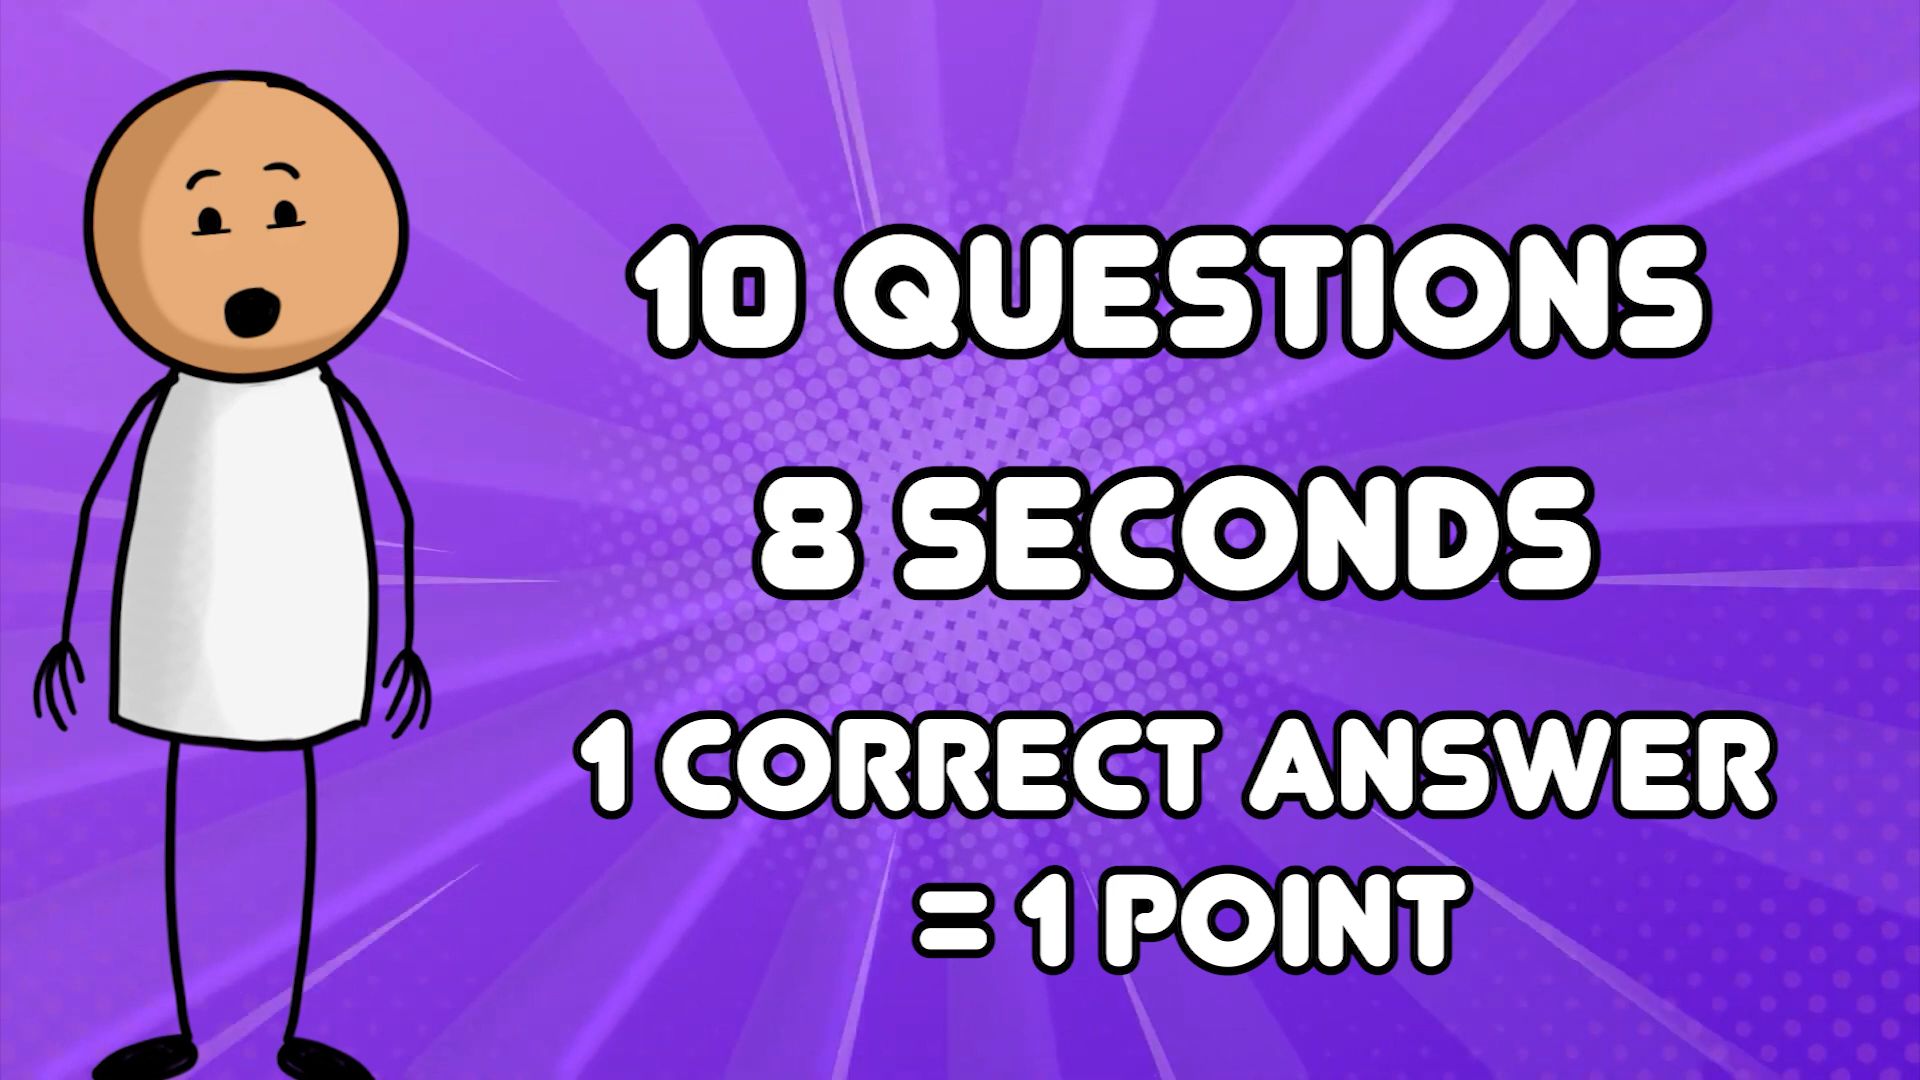 10 QUESTIONS
8 SECONDS
1 CORRECT ANSWER
= 1 POINT